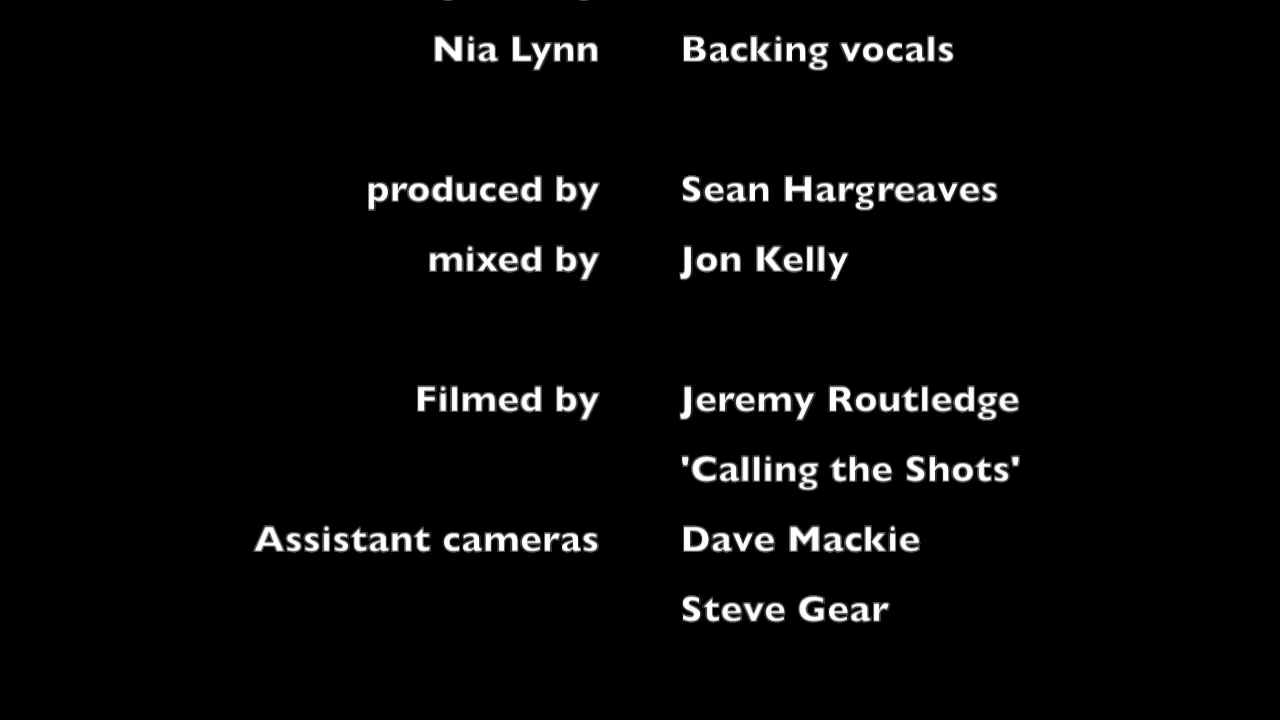 Nia Lynn Backing vocals
produced by Sean Hargreaves
mixed by Jon Kelly
Filmed by Jeremy Routledge
'Calling the Shots'
Assistant cameras Dave Mackie
Steve Gear